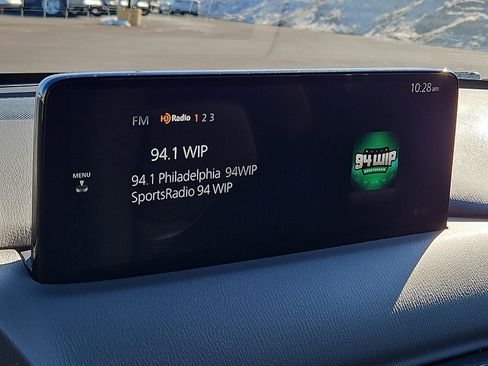 10:28am
FM HD Radio 1 2 3
94.1 WIP
MENU
94.1 Philadelphia 94WIP
SportsRadio 94 WIP
94WIP
SPORTSRADIO